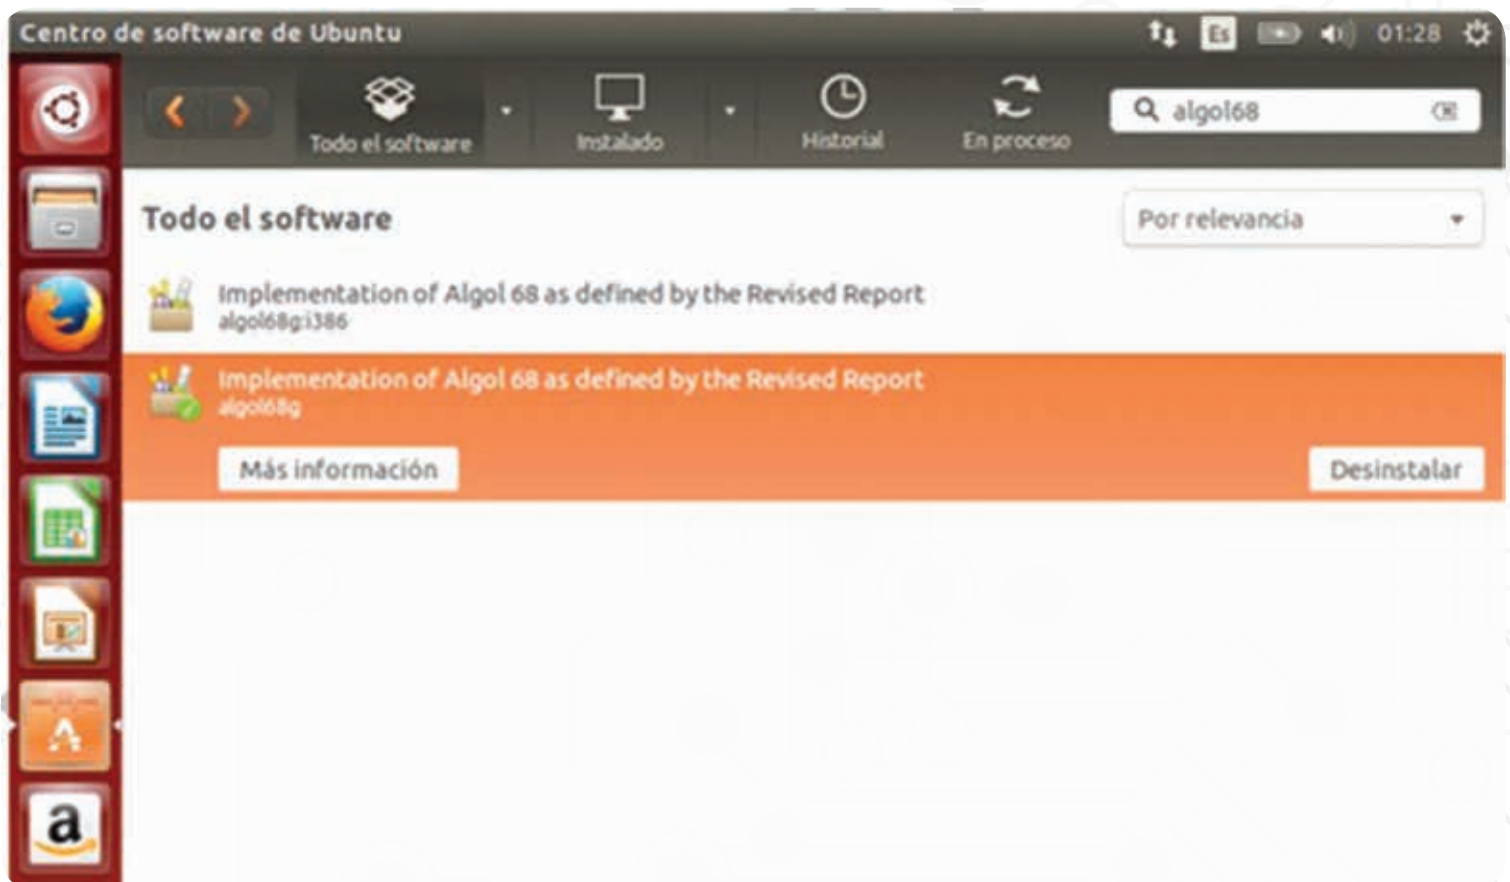 Centro de software de Ubuntu
Es
01:28
Todo el software
Instalado
Historial
En proceso
algol68
Todo el software
Por relevancia
Implementation of Algol 68 as defined by the Revised Report
algol68g:i386
Implementation of Algol 68 as defined by the Revised Report
algol68g
Más información
Desinstalar
a